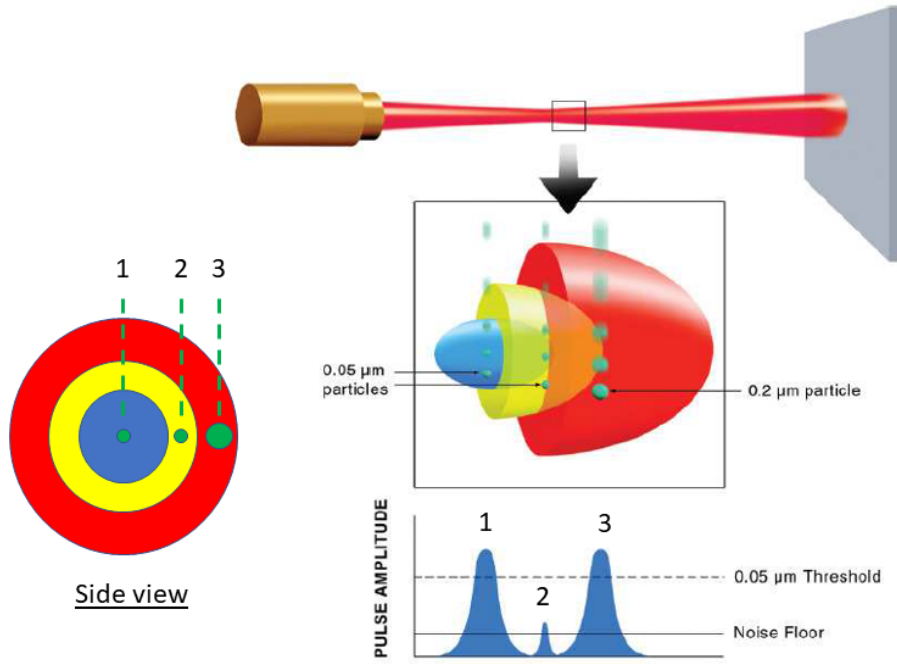 1 2 3
Side view
0.05 µm
particles
0.2 µm particle
PULSE AMPLITUDE
1 3
2
0.05 µm Threshold
Noise Floor